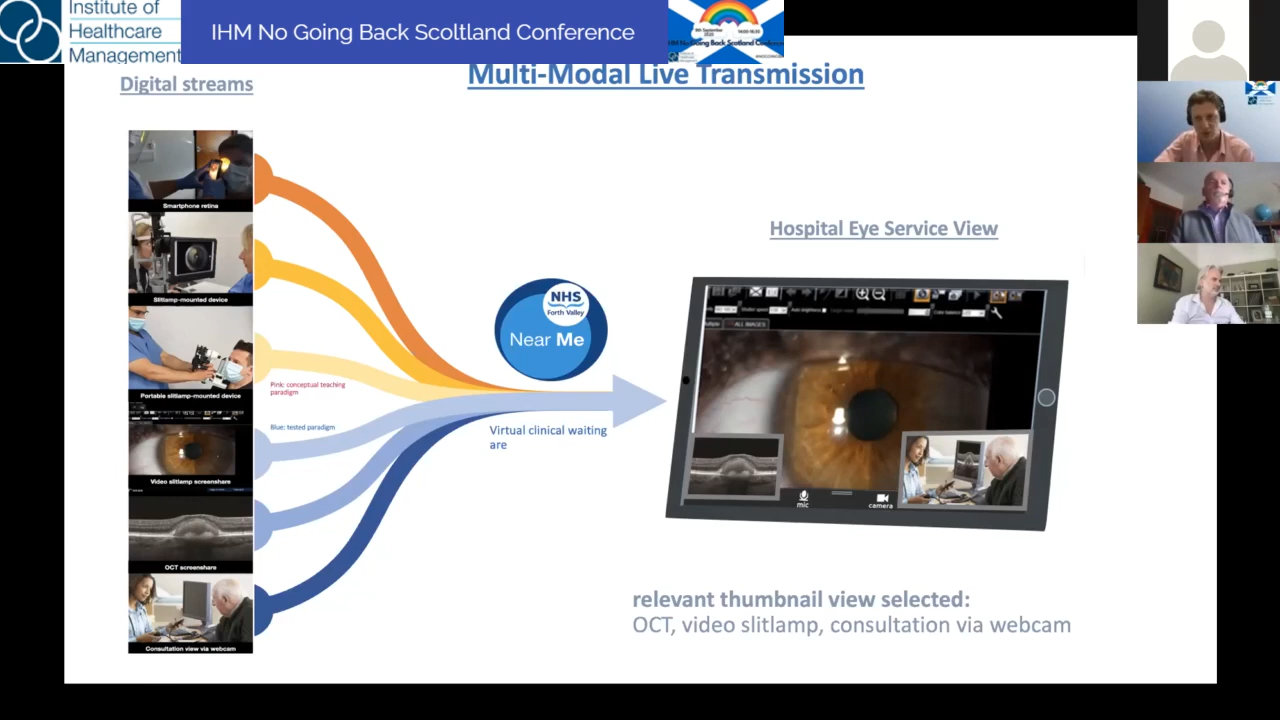 Institute of
Healthcare
Management
IHM No Going Back Scoltland Conference
Multi-Modal Live Transmission
Digital streams
Smartphone retina
Slitlamp-mounted device
Portable slitlamp-mounted device
Pink: conceptual teaching
paradigm
Blue: tested paradigm
Video slitlamp screenshare
OCT screenshare
Consultation view via webcam
NHS
Forth Valley
Near Me
Virtual clinical waiting
are
Hospital Eye Service View
ALL IMAGES
mic
camera
relevant thumbnail view selected:
OCT, video slitlamp, consultation via webcam